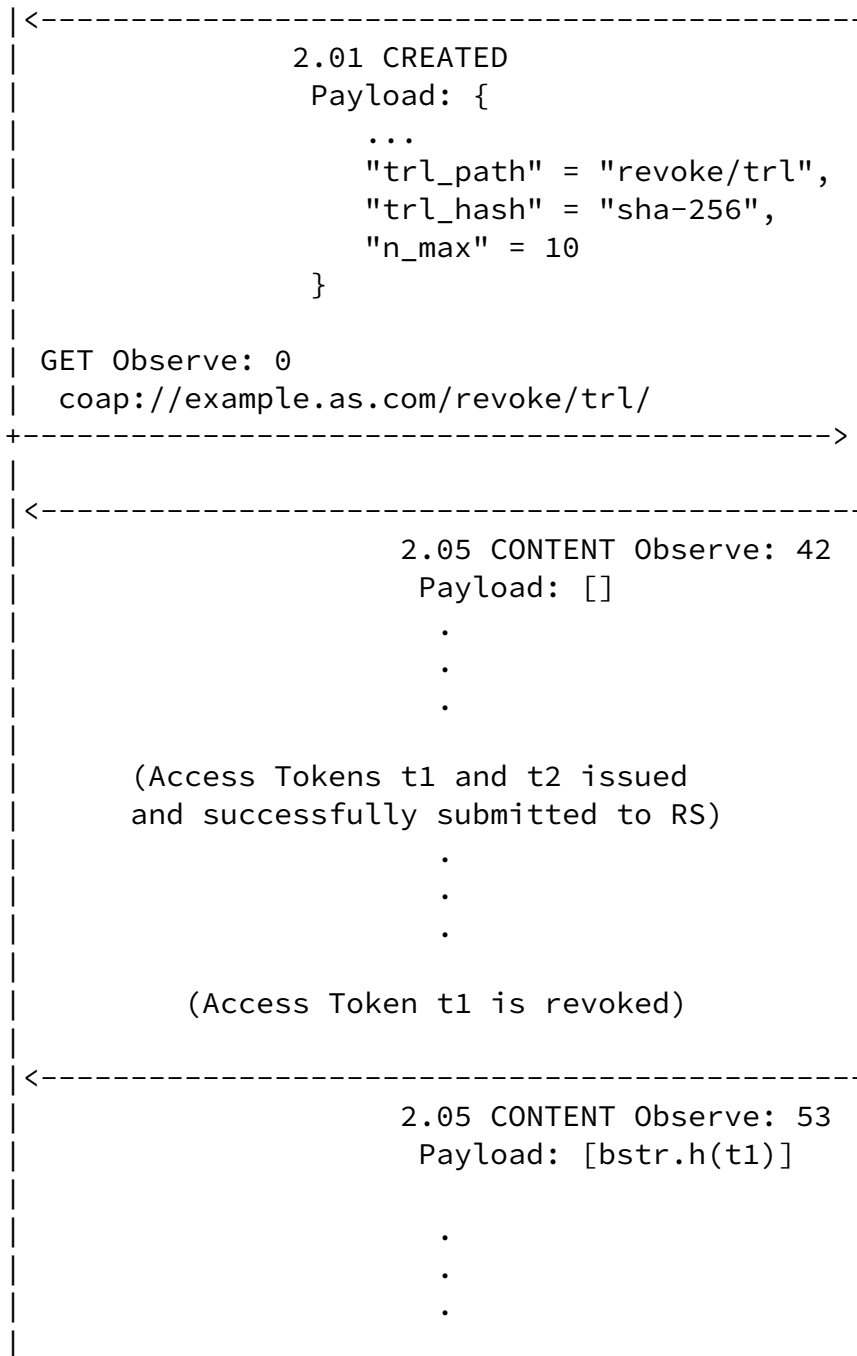 |<---------------------------------------------
|               2.01 CREATED
|                Payload: {
|                   ...
|                   "trl_path" = "revoke/trl",
|                   "trl_hash" = "sha-256",
|                   "n_max" = 10
|                }
|
| GET Observe: 0
|  coap://example.as.com/revoke/trl/
+--------------------------------------------->
|
|<---------------------------------------------
|                     2.05 CONTENT Observe: 42
|                      Payload: []
|                       .
|                       .
|                       .
|
|      (Access Tokens t1 and t2 issued
|      and successfully submitted to RS)
|                       .
|                       .
|                       .
|
|         (Access Token t1 is revoked)
|
|<---------------------------------------------
|                     2.05 CONTENT Observe: 53
|                      Payload: [bstr.h(t1)]
|
|                       .
|                       .
|                       .
|